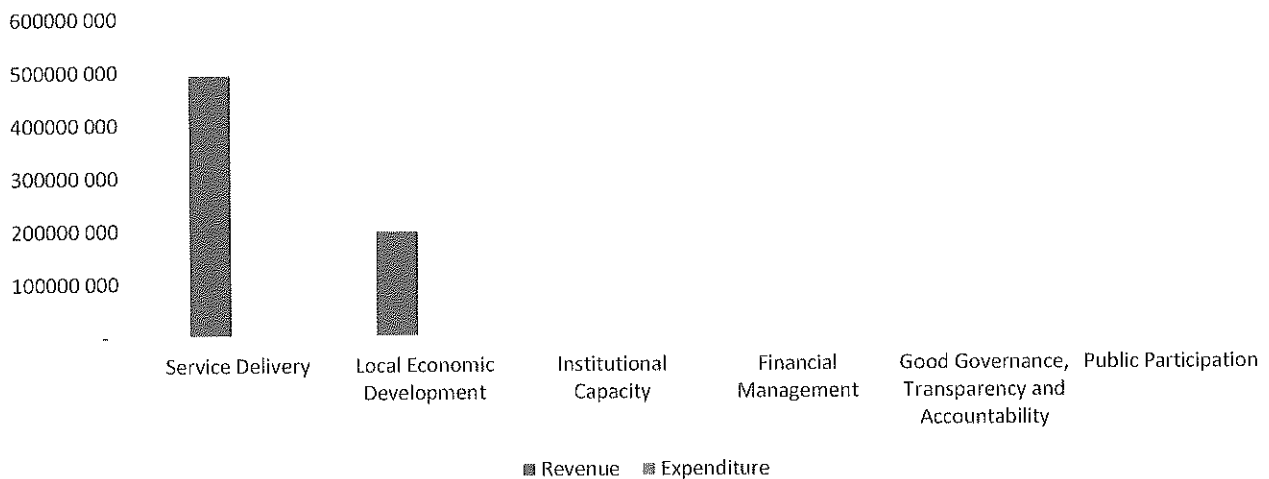 600000 000
500000 000
400000 000
300000 000
200000 000
100000 000
-
Service Delivery
Local Economic
Development
Institutional
Capacity
Financial
Management
Good Governance,
Transparency and
Accountability
Public Participation
Revenue Expenditure